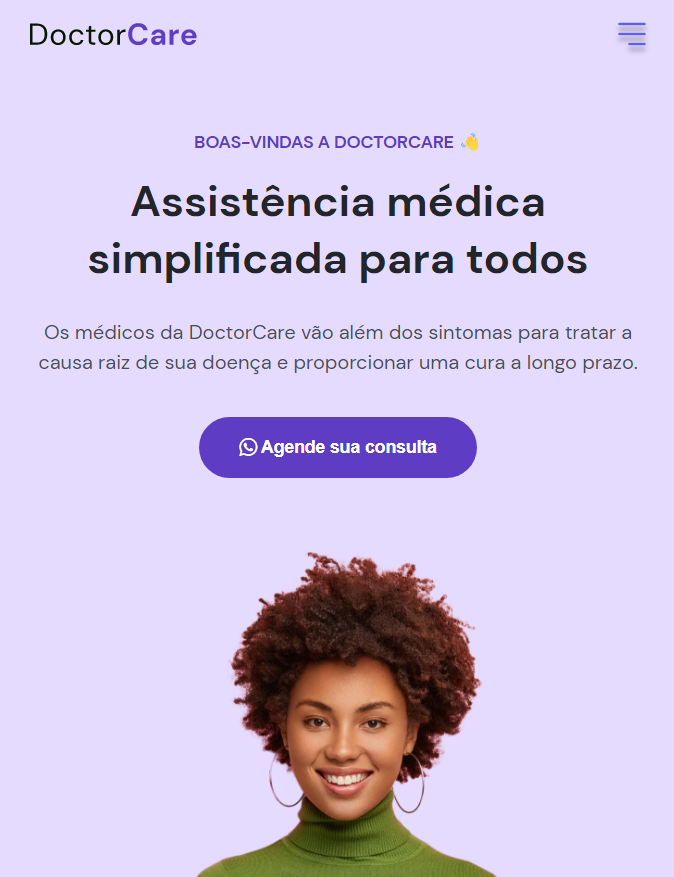 DoctorCare
BOAS-VINDAS A DOCTORCARE 👋
Assistência médica
simplificada para todos
Os médicos da DoctorCare vão além dos sintomas para tratar a
causa raiz de sua doença e proporcionar uma cura a longo prazo.
Agende sua consulta